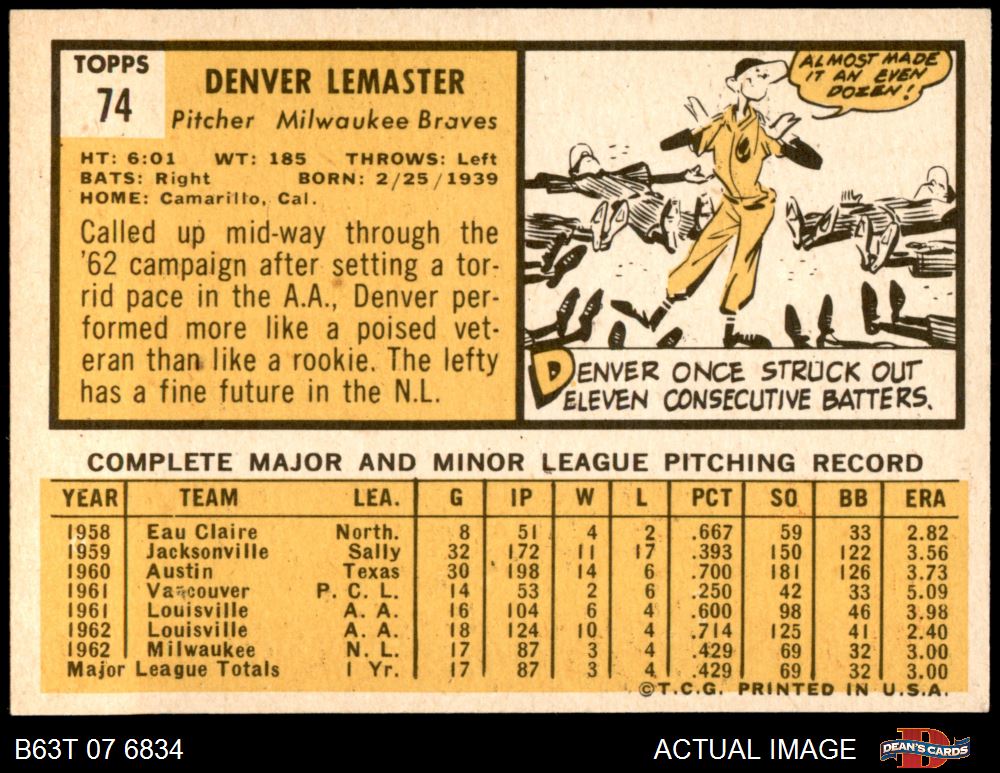 TOPPS
74
DENVER LEMASTER
Pitcher Milwaukee Braves
HT: 6:01 WT: 185 THROWS: Left
BATS: Right BORN: 2/25/1939
HOME: Camarillo, Cal.
Called up mid-way through the
'62 campaign after setting a tor-
rid pace in the A.A., Denver per-
formed more like a poised vet-
eran than like a rookie. The lefty
has a fine future in the N.L.
ALMOST MADE
IT AN EVEN
DOZEN!
DENVER ONCE STRUCK OUT
ELEVEN CONSECUTIVE BATTERS.
COMPLETE MAJOR AND MINOR LEAGUE PITCHING RECORD
YEAR TEAM LEA. G IP W L PCT SO BB ERA
1958 Eau Claire North. 8 51 4 2 .667 59 33 2.82
1959 Jacksonville Sally 32 172 11 17 .393 150 122 3.56
1960 Austin Texas 30 198 14 6 .700 181 126 3.73
1961 Vancouver P. C. L. 14 53 2 6 .250 42 33 5.09
1961 Louisville A. A. 16 104 6 4 .600 98 46 3.98
1962 Louisville A. A. 18 124 10 4 .714 125 41 2.40
1962 Milwaukee N. L. 17 87 3 4 .429 69 32 3.00
Major League Totals 1 Yr. 17 87 3 4 .429 69 32 3.00
©T.C.G. PRINTED IN U.S.A.
B63T 07 6834
ACTUAL IMAGE
DEAN'S CARDS